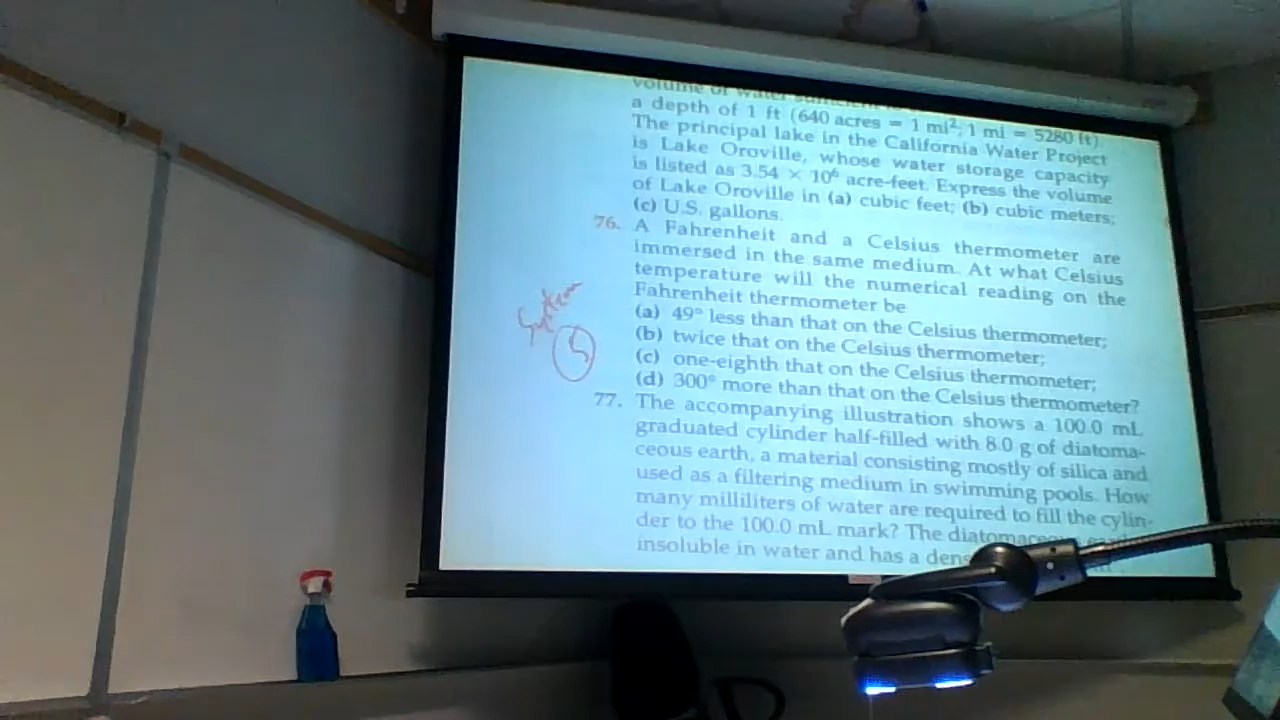 volume of water
a depth of 1 ft (640 acres = 1 mi²; 1 mi = 5280 ft).
The principal lake in the California Water Project
is Lake Oroville, whose water storage capacity
is listed as 3.54 × 10⁶ acre-feet. Express the volume
of Lake Oroville in (a) cubic feet; (b) cubic meters;
(c) U.S. gallons.
76. A Fahrenheit and a Celsius thermometer are
immersed in the same medium. At what Celsius
temperature will the numerical reading on the
Fahrenheit thermometer be
(a) 49° less than that on the Celsius thermometer;
(b) twice that on the Celsius thermometer;
(c) one-eighth that on the Celsius thermometer;
(d) 300° more than that on the Celsius thermometer?
77. The accompanying illustration shows a 100.0 mL
graduated cylinder half-filled with 8.0 g of diatoma-
ceous earth, a material consisting mostly of silica and
used as a filtering medium in swimming pools. How
many milliliters of water are required to fill the cylin-
der to the 100.0 mL mark? The diatomaceous
insoluble in water and has a